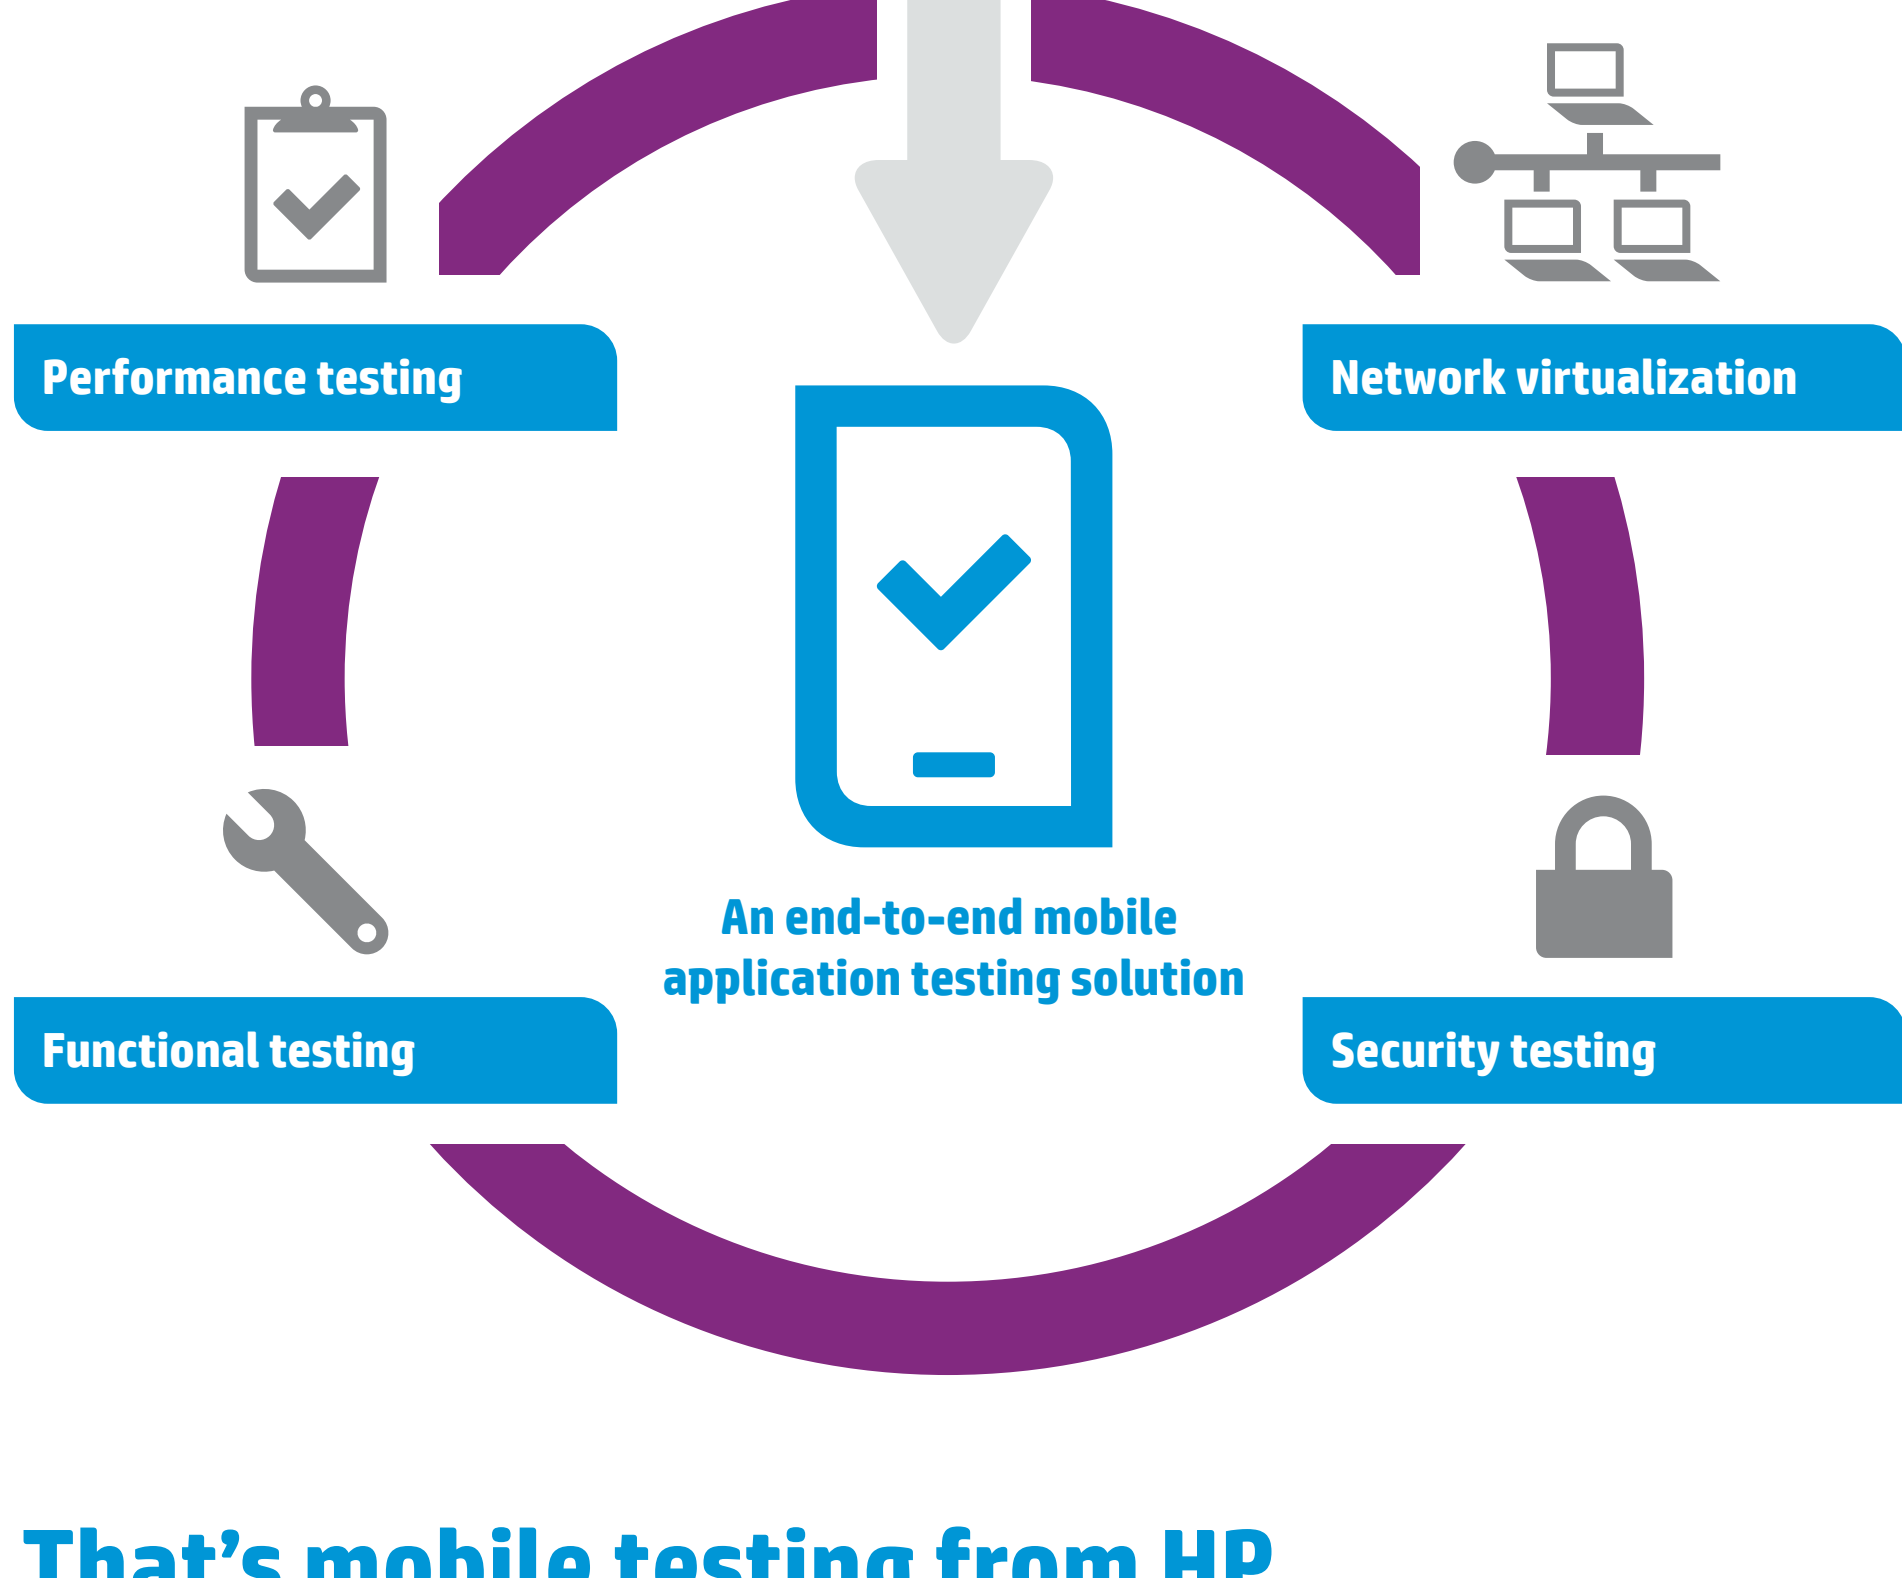 Performance testing
Network virtualization
An end-to-end mobile
application testing solution
Functional testing
Security testing
That’s mobile testing from HP